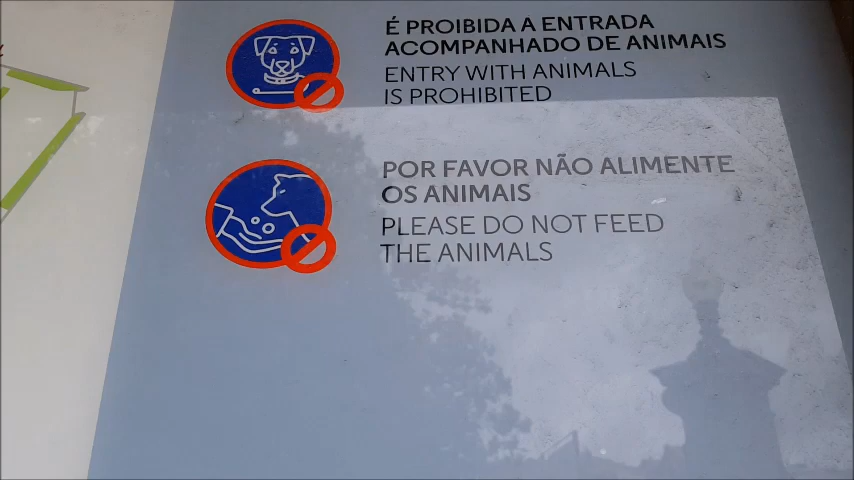 É PROIBIDA A ENTRADA
ACOMPANHADO DE ANIMAIS
ENTRY WITH ANIMALS
IS PROHIBITED
POR FAVOR NÃO ALIMENTE
OS ANIMAIS
PLEASE DO NOT FEED
THE ANIMALS